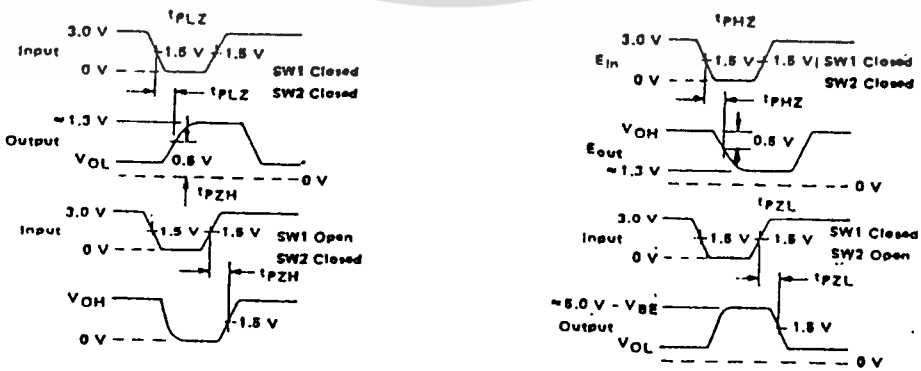 tPLZ
3.0 V
Input
1.5 V
1.5 V
0 V
SW1 Closed
SW2 Closed
tPLZ
≈1.3 V
Output
VOL
0.5 V
0 V
tPZH
3.0 V
Input
1.5 V
1.5 V
0 V
SW1 Open
SW2 Closed
tPZH
VOH
1.5 V
0 V
tPHZ
3.0 V
Ein
1.5 V
1.5 V
0 V
SW1 Closed
SW2 Closed
tPHZ
VOH
0.5 V
Eout
≈1.3 V
0 V
tPZL
3.0 V
Input
1.5 V
1.5 V
0 V
SW1 Closed
SW2 Open
tPZL
≈5.0 V - VBE
Output
1.5 V
VOL
0 V